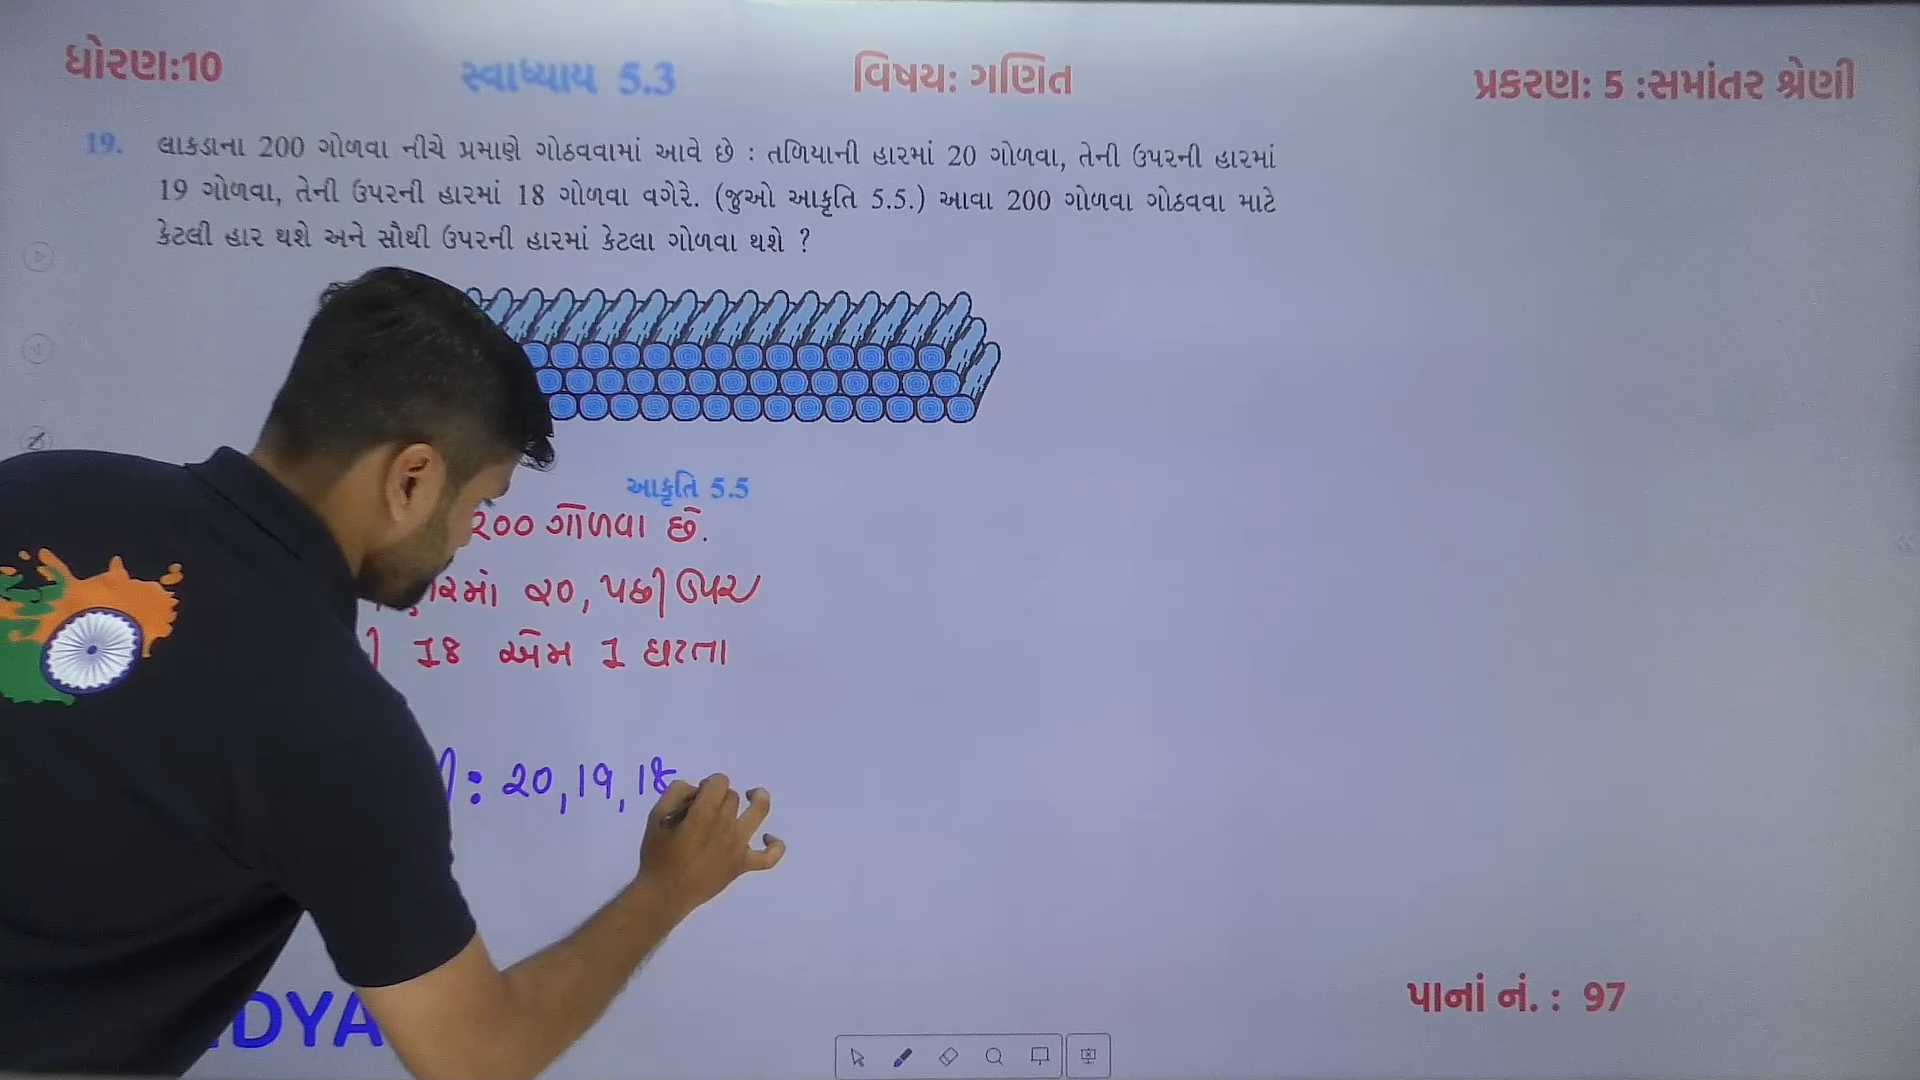 ધોરણ:10
સ્વાધ્યાય 5.3
વિષય: ગણિત
પ્રકરણ: 5 :સમાંતર શ્રેણી
19. લાકડાના 200 ગોળવા નીચે પ્રમાણે ગોઠવવામાં આવે છે : તળિયાની હારમાં 20 ગોળવા, તેની ઉપરની હારમાં
19 ગોળવા, તેની ઉપરની હારમાં 18 ગોળવા વગેરે. (જુઓ આકૃતિ 5.5.) આવા 200 ગોળવા ગોઠવવા માટે
કેટલી હાર થશે અને સૌથી ઉપરની હારમાં કેટલા ગોળવા થશે ?
આકૃતિ 5.5
૨૦૦ ગોળવા છે.
૨૦, પછી ઉપર
18 એમ 1 ઘટતા
: ૨૦, 19, 18
DYA
પાનાં નં. : 97